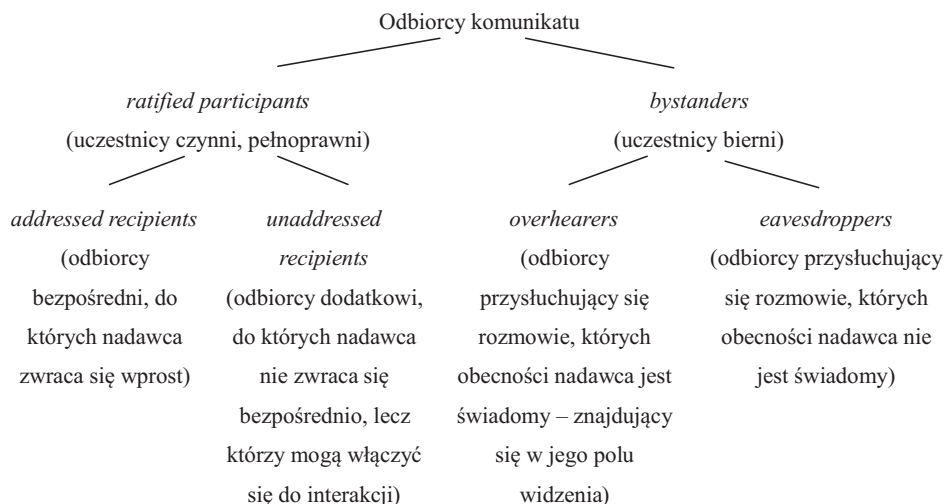 Odbiorcy komunikatu
ratified participants
(uczestnicy czynni, pełnoprawni)
bystanders
(uczestnicy bierni)
addressed recipients
(odbiorcy
bezpośredni, do
których nadawca
zwraca się wprost)
unaddressed
recipients
(odbiorcy dodatkowi,
do których nadawca
nie zwraca się
bezpośrednio, lecz
którzy mogą włączyć
się do interakcji)
overhearers
(odbiorcy
przysłuchujący się
rozmowie, których
obecności nadawca jest
świadomy – znajdujący
się w jego polu
widzenia)
eavesdroppers
(odbiorcy przysłuchujący
się rozmowie, których
obecności nadawca nie
jest świadomy)